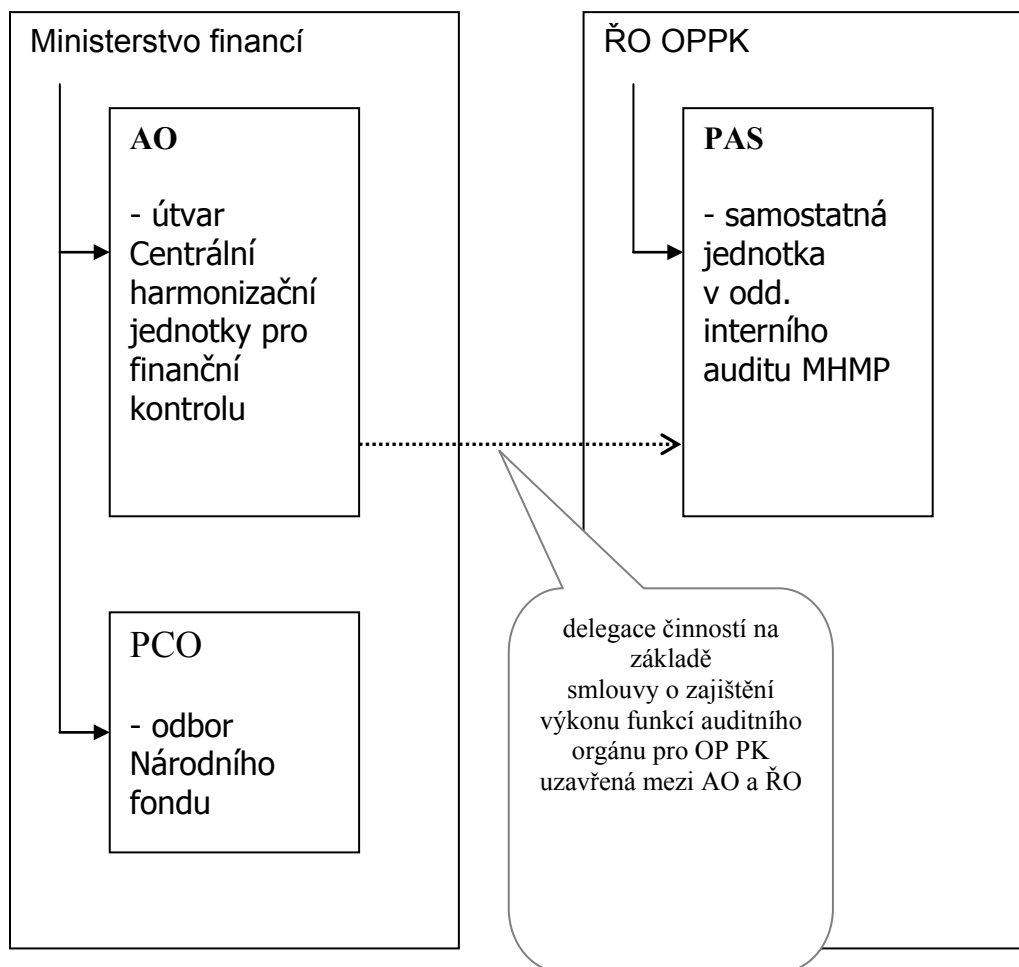 Ministerstvo financí
AO
- útvar
Centrální
harmonizační
jednotky pro
finanční
kontrolu
PCO
- odbor
Národního
fondu
ŘO OPPK
PAS
- samostatná
jednotka
v odd.
interního
auditu MHMP
delegace činností na
základě
smlouvy o zajištění
výkonu funkcí auditního
orgánu pro OP PK
uzavřená mezi AO a ŘO